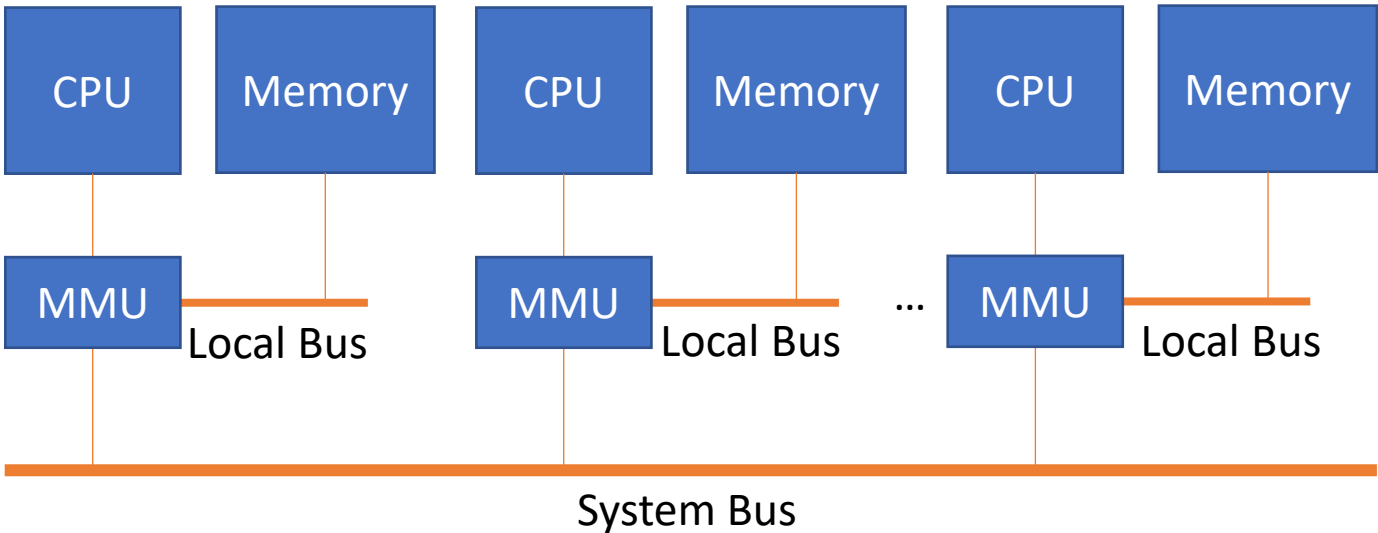 CPU
Memory
CPU
Memory
CPU
Memory
MMU
Local Bus
MMU
Local Bus
...
MMU
Local Bus
System Bus